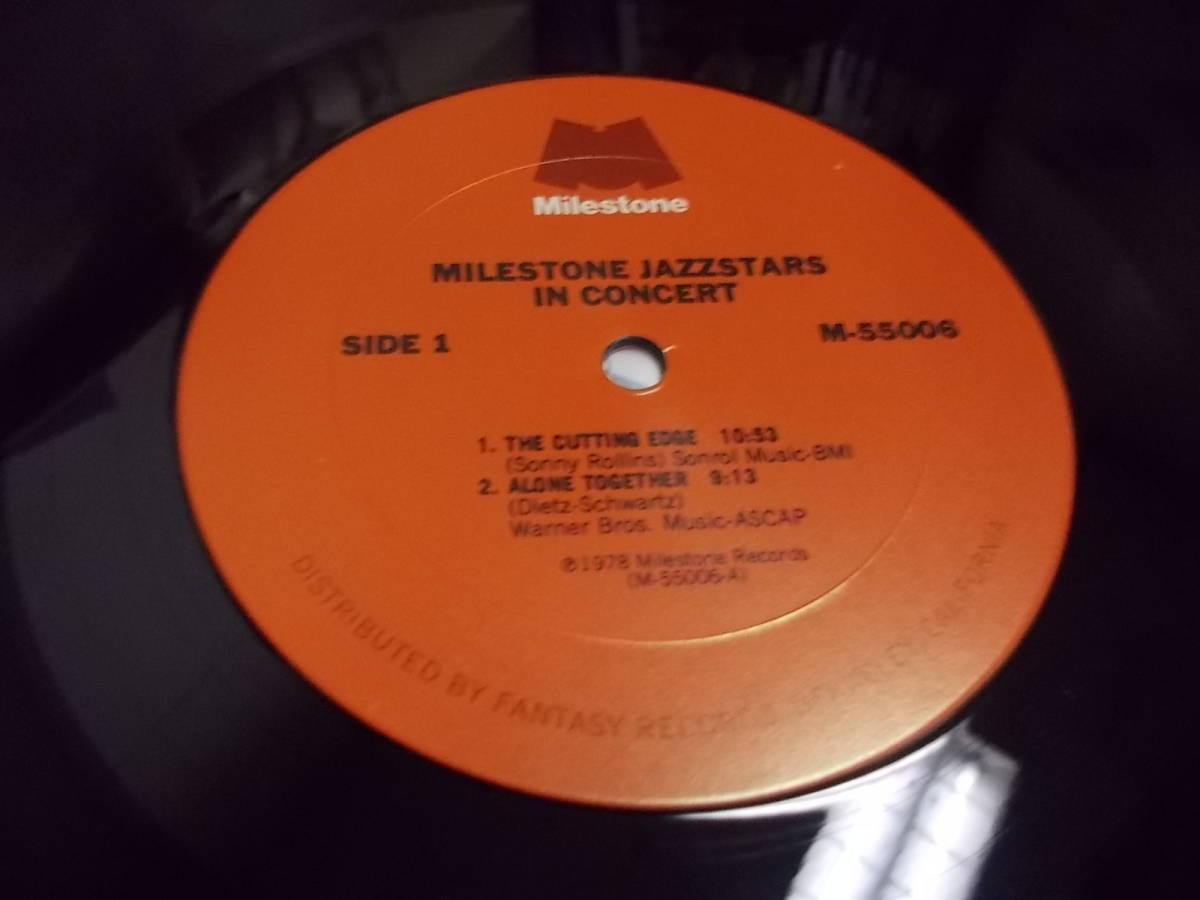 Milestone
MILESTONE JAZZSTARS
IN CONCERT
SIDE 1
M-55006
1. THE CUTTING EDGE 10:53
(Sonny Rollins) Sonrol Music-BMI
2. ALONE TOGETHER 9:13
(Dietz-Schwartz)
Warner Bros. Music-ASCAP
℗1978 Milestone Records
(M-55006-A)
DISTRIBUTED BY FANTASY RECORDS CALIFORNIA